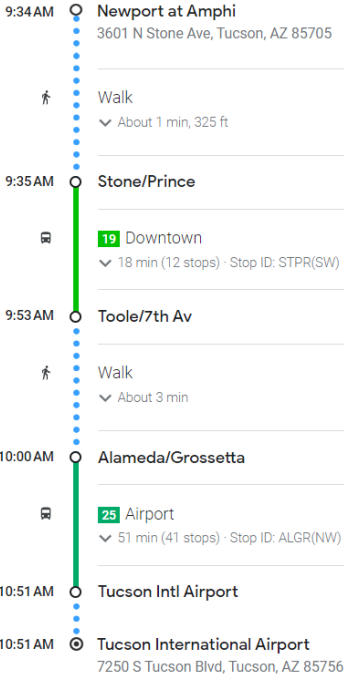 9:34 AM Newport at Amphi
3601 N Stone Ave, Tucson, AZ 85705
Walk
About 1 min, 325 ft
9:35 AM Stone/Prince
19 Downtown
18 min (12 stops) · Stop ID: STPR(SW)
9:53 AM Toole/7th Av
Walk
About 3 min
10:00 AM Alameda/Grossetta
25 Airport
51 min (41 stops) · Stop ID: ALGR(NW)
10:51 AM Tucson Intl Airport
10:51 AM Tucson International Airport
7250 S Tucson Blvd, Tucson, AZ 85756